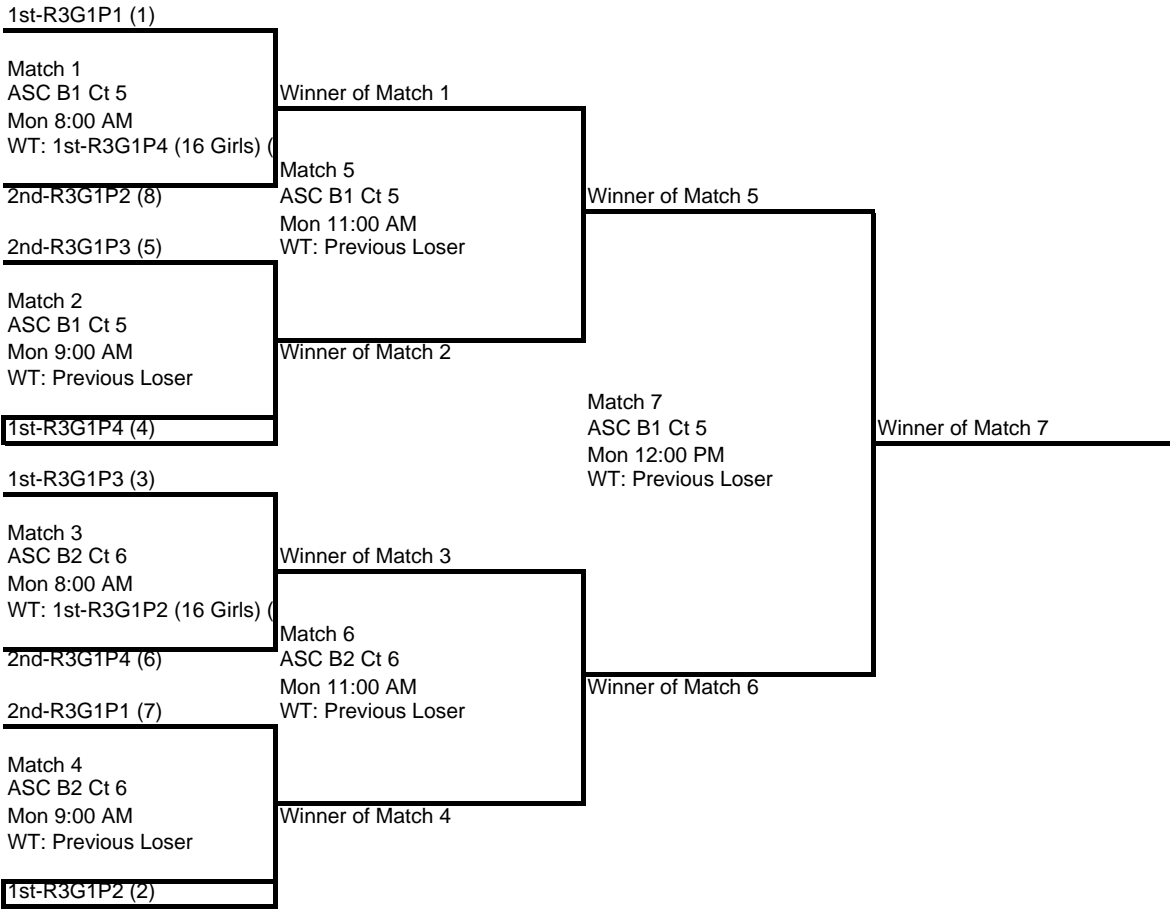 1st-R3G1P1 (1)
Match 1
ASC B1 Ct 5
Mon 8:00 AM
WT: 1st-R3G1P4 (16 Girls) (
2nd-R3G1P2 (8)
2nd-R3G1P3 (5)
Match 2
ASC B1 Ct 5
Mon 9:00 AM
WT: Previous Loser
1st-R3G1P4 (4)
1st-R3G1P3 (3)
Match 3
ASC B2 Ct 6
Mon 8:00 AM
WT: 1st-R3G1P2 (16 Girls) (
2nd-R3G1P4 (6)
2nd-R3G1P1 (7)
Match 4
ASC B2 Ct 6
Mon 9:00 AM
WT: Previous Loser
1st-R3G1P2 (2)
Winner of Match 1
Match 5
ASC B1 Ct 5
Mon 11:00 AM
WT: Previous Loser
Winner of Match 2
Winner of Match 3
Match 6
ASC B2 Ct 6
Mon 11:00 AM
WT: Previous Loser
Winner of Match 4
Winner of Match 5
Match 7
ASC B1 Ct 5
Mon 12:00 PM
WT: Previous Loser
Winner of Match 6
Winner of Match 7